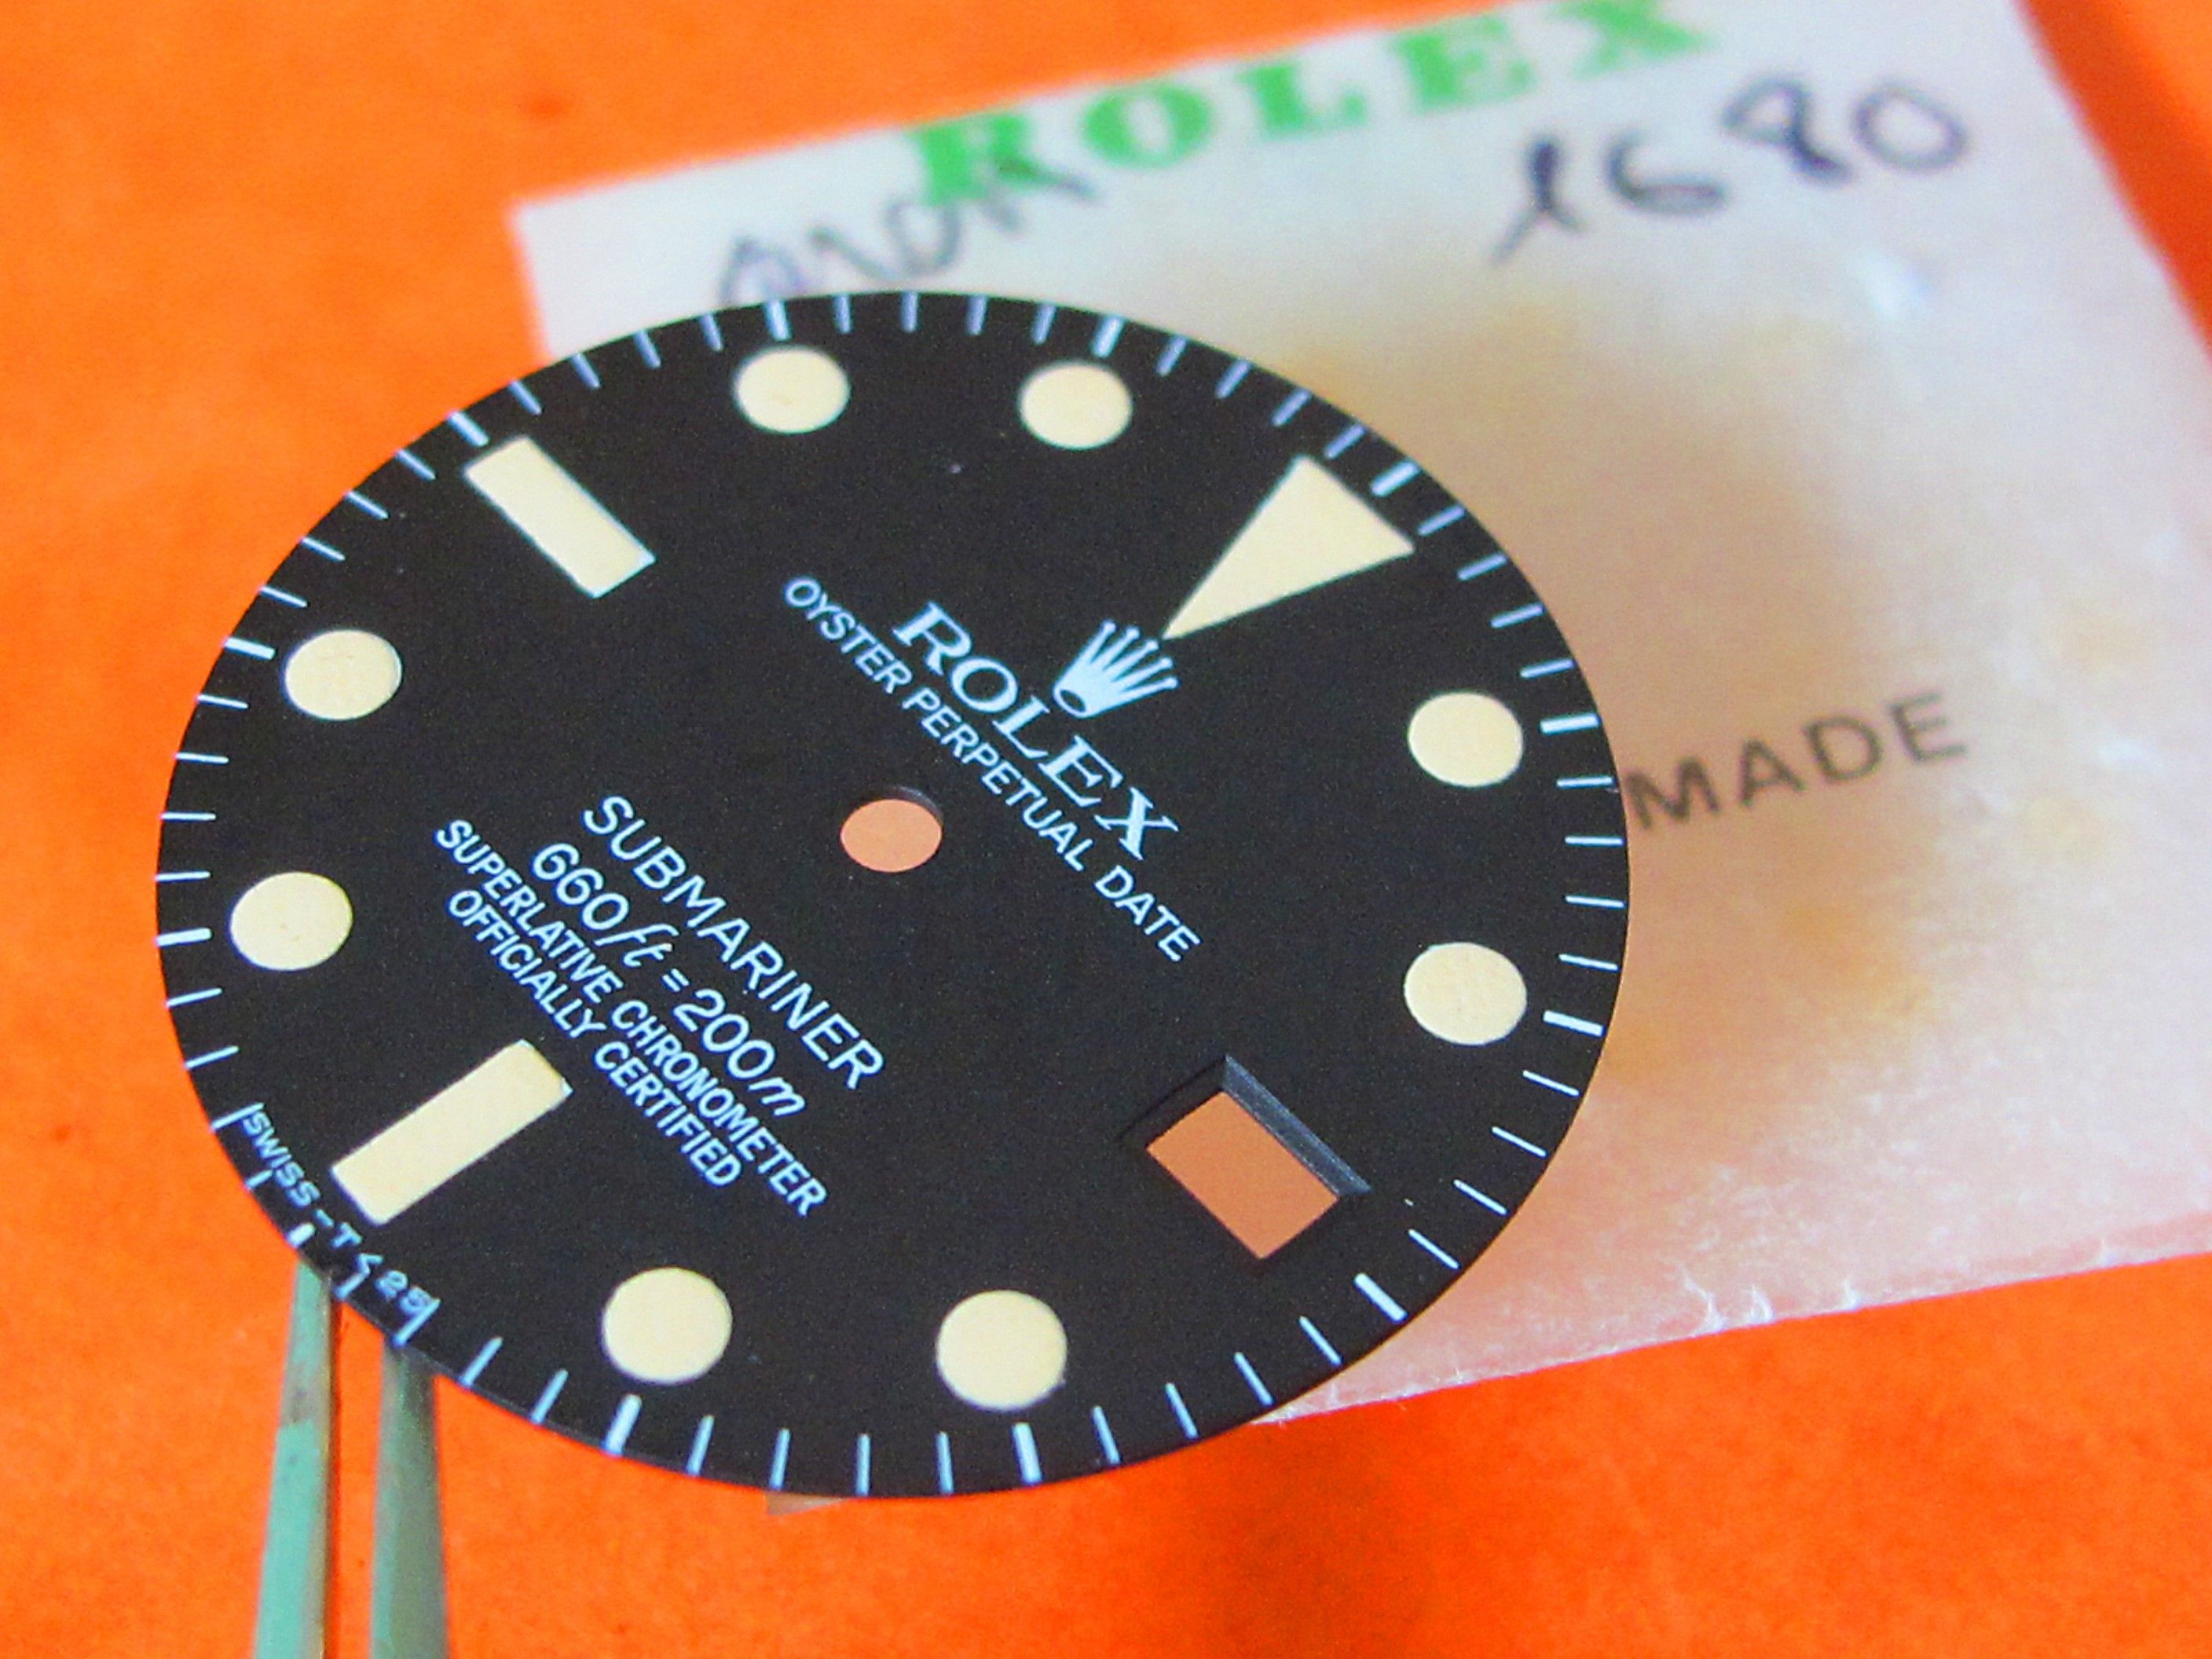 ROLEX
1680
MADE
ROLEX
OYSTER PERPETUAL DATE
SUBMARINER
660ft=200m
SUPERLATIVE CHRONOMETER
OFFICIALLY CERTIFIED
SWISS-T<25